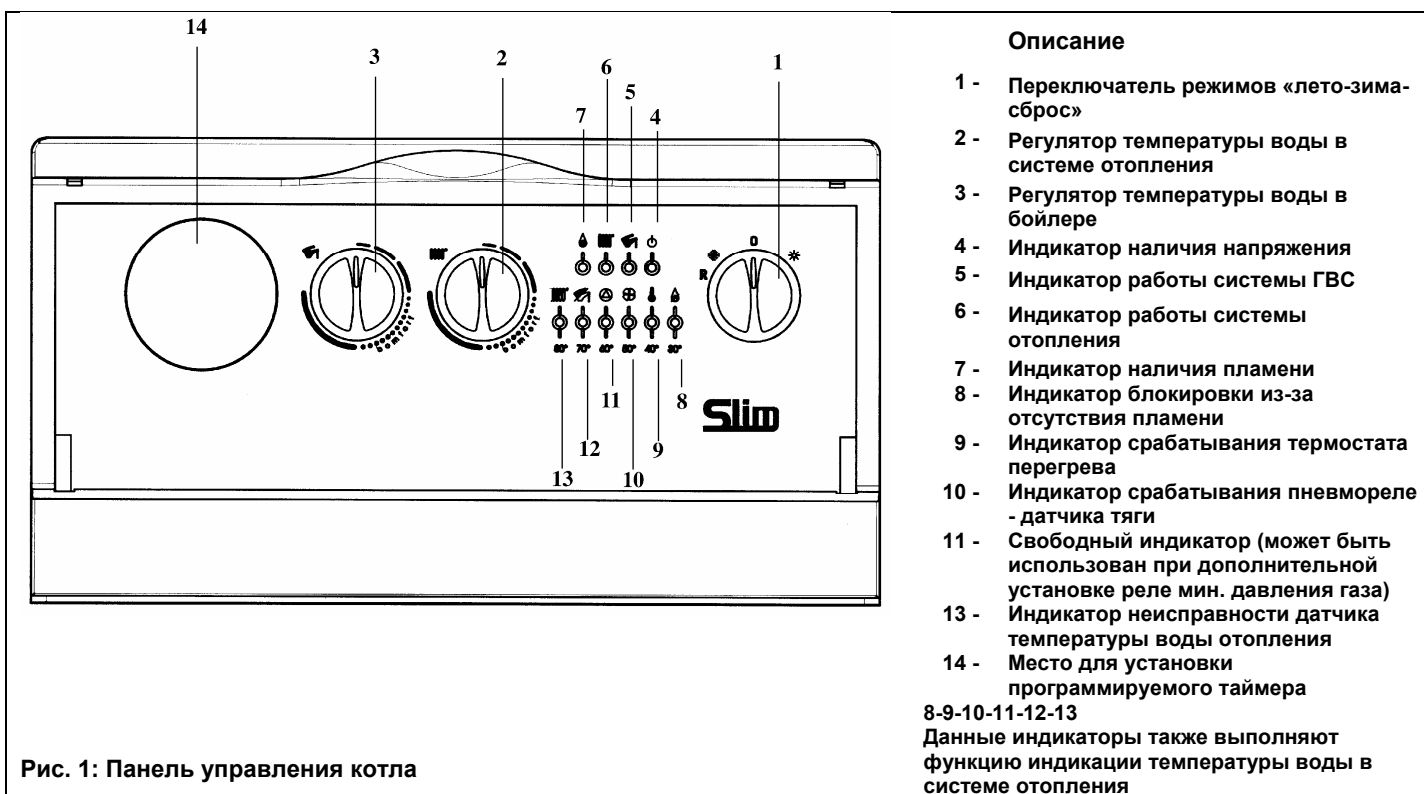 14
3
2
6
5
1
7
4
R
0
comfort
comfort
80° 70° 60° 50° 40° 30°
11
8
12
9
13
10
Slim
Рис. 1: Панель управления котла
Описание
1 - Переключатель режимов «лето-зима-
сброс»
2 - Регулятор температуры воды в
системе отопления
3 - Регулятор температуры воды в
бойлере
4 - Индикатор наличия напряжения
5 - Индикатор работы системы ГВС
6 - Индикатор работы системы
отопления
7 - Индикатор наличия пламени
8 - Индикатор блокировки из-за
отсутствия пламени
9 - Индикатор срабатывания термостата
перегрева
10 - Индикатор срабатывания пневмореле
- датчика тяги
11 - Свободный индикатор (может быть
использован при дополнительной
установке реле мин. давления газа)
13 - Индикатор неисправности датчика
температуры воды отопления
14 - Место для установки
программируемого таймера
8-9-10-11-12-13
Данные индикаторы также выполняют
функцию индикации температуры воды в
системе отопления